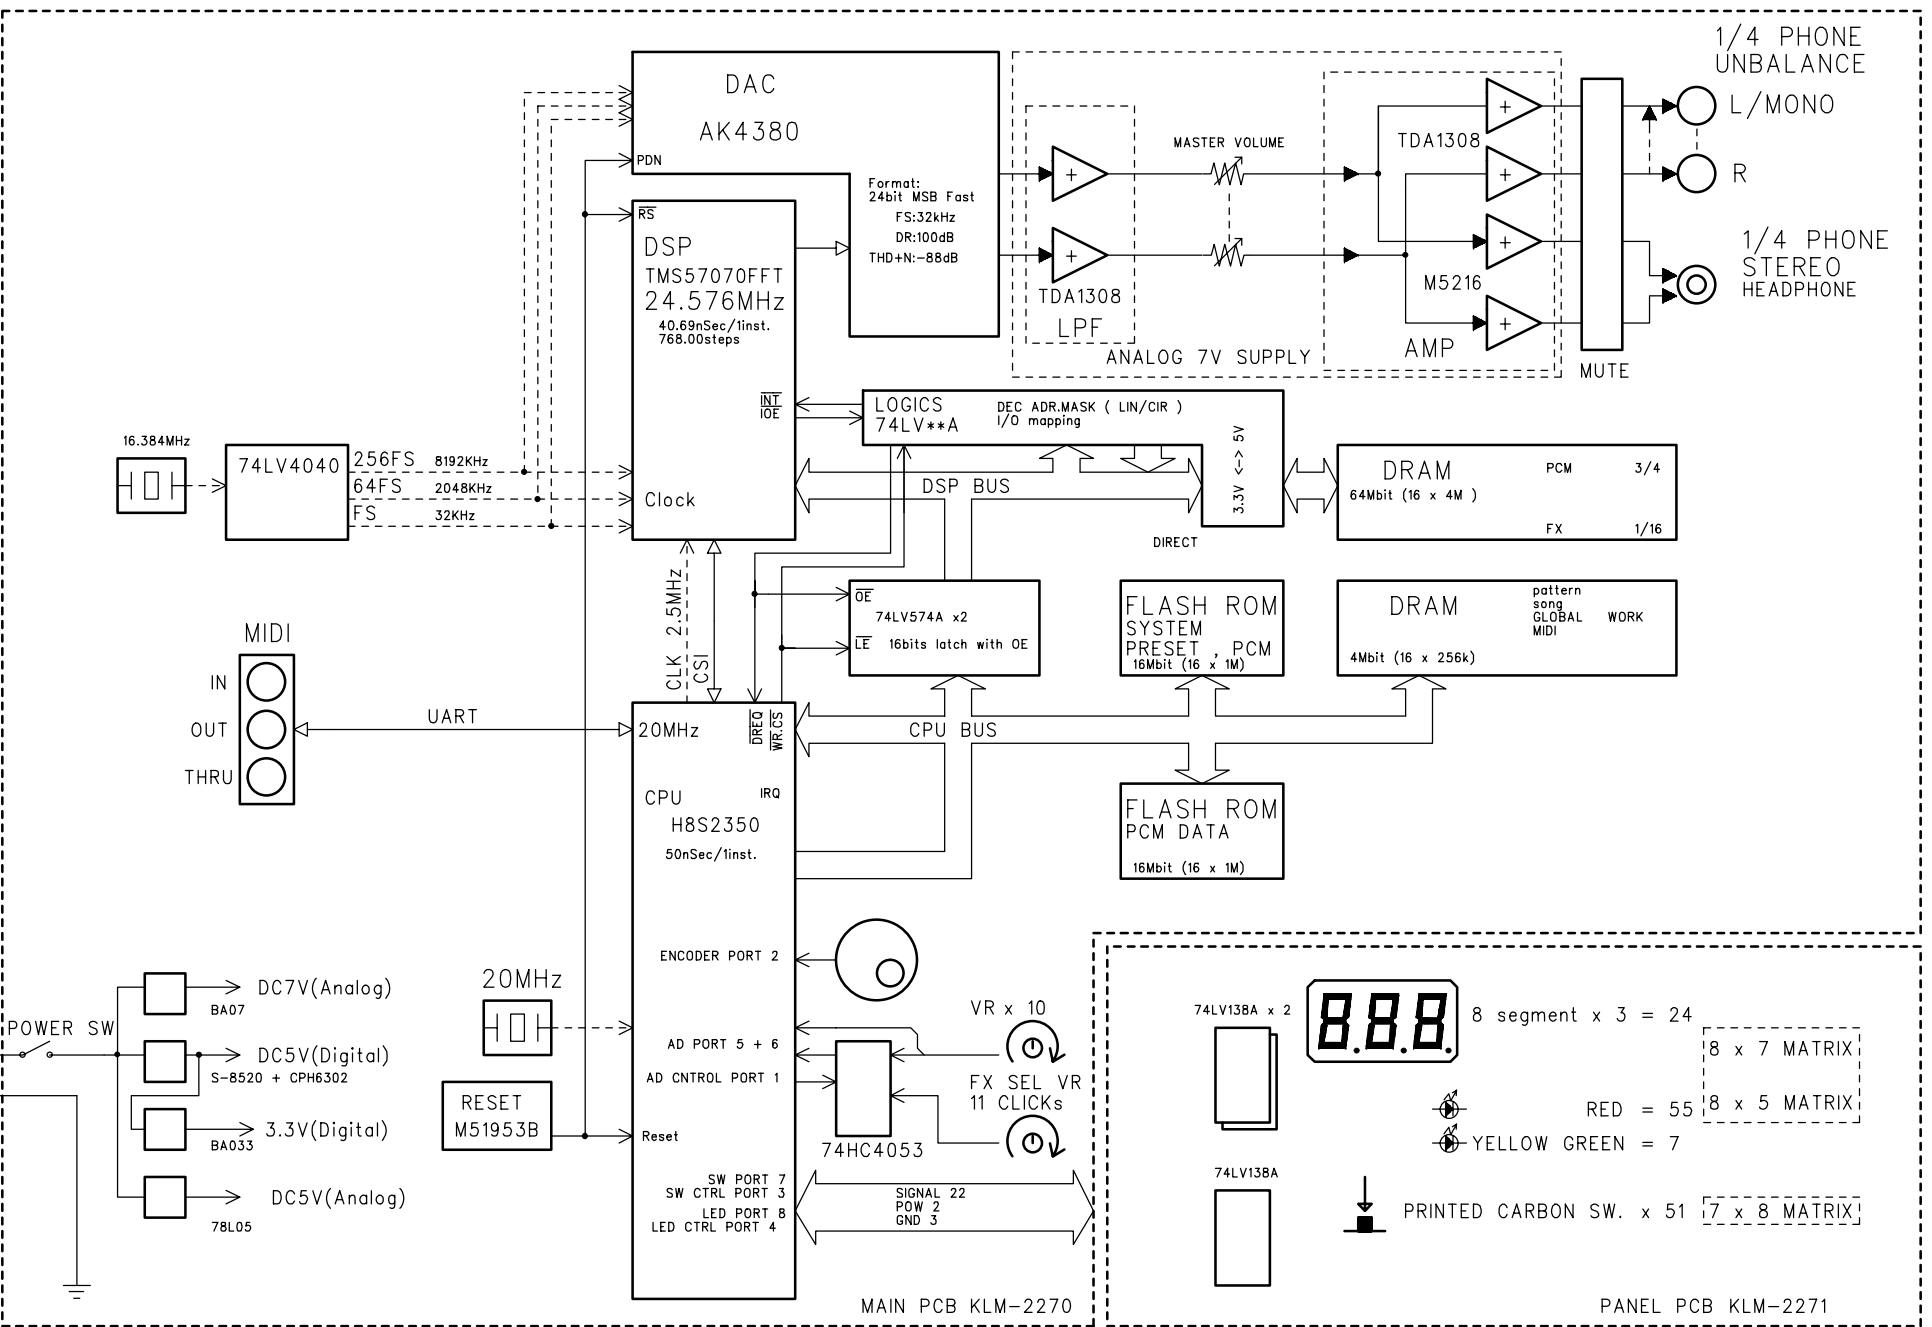 1/4 PHONE
UNBALANCE
L/MONO
R
1/4 PHONE
STEREO
HEADPHONE
DAC
AK4380
PDN
Format:
24bit MSB Fast
FS:32kHz
DR:100dB
THD+N:-88dB
MASTER VOLUME
TDA1308
M5216
AMP
TDA1308
LPF
ANALOG 7V SUPPLY
MUTE
RS
DSP
TMS57070FFT
24.576MHz
40.69nSec/1inst.
768.00steps
INT
IOE
Clock
LOGICS
74LV**A
DEC ADR.MASK ( LIN/CIR )
I/O mapping
3.3V <-> 5V
16.384MHz
74LV4040
256FS 8192KHz
64FS 2048KHz
FS 32KHz
DSP BUS
DIRECT
DRAM
64Mbit (16 x 4M )
PCM 3/4
FX 1/16
CLK 2.5MHz
CSI
OE
74LV574A x2
LE 16bits latch with OE
FLASH ROM
SYSTEM
PRESET , PCM
16Mbit (16 x 1M)
DRAM
4Mbit (16 x 256k)
pattern
song
GLOBAL WORK
MIDI
MIDI
IN
OUT
THRU
UART
20MHz
DREQ
WR.CS
CPU BUS
CPU
IRQ
H8S2350
50nSec/1inst.
FLASH ROM
PCM DATA
16Mbit (16 x 1M)
ENCODER PORT 2
20MHz
AD PORT 5 + 6
AD CNTROL PORT 1
VR x 10
FX SEL VR
11 CLICKs
74HC4053
RESET
M51953B
Reset
SW PORT 7
SW CTRL PORT 3
LED PORT 8
LED CTRL PORT 4
SIGNAL 22
POW 2
GND 3
POWER SW
DC7V(Analog)
BA07
DC5V(Digital)
S-8520 + CPH6302
3.3V(Digital)
BA033
DC5V(Analog)
78L05
MAIN PCB KLM-2270
74LV138A x 2
8.8.8.
8 segment x 3 = 24
8 x 7 MATRIX
RED = 55
8 x 5 MATRIX
YELLOW GREEN = 7
74LV138A
PRINTED CARBON SW. x 51
7 x 8 MATRIX
PANEL PCB KLM-2271